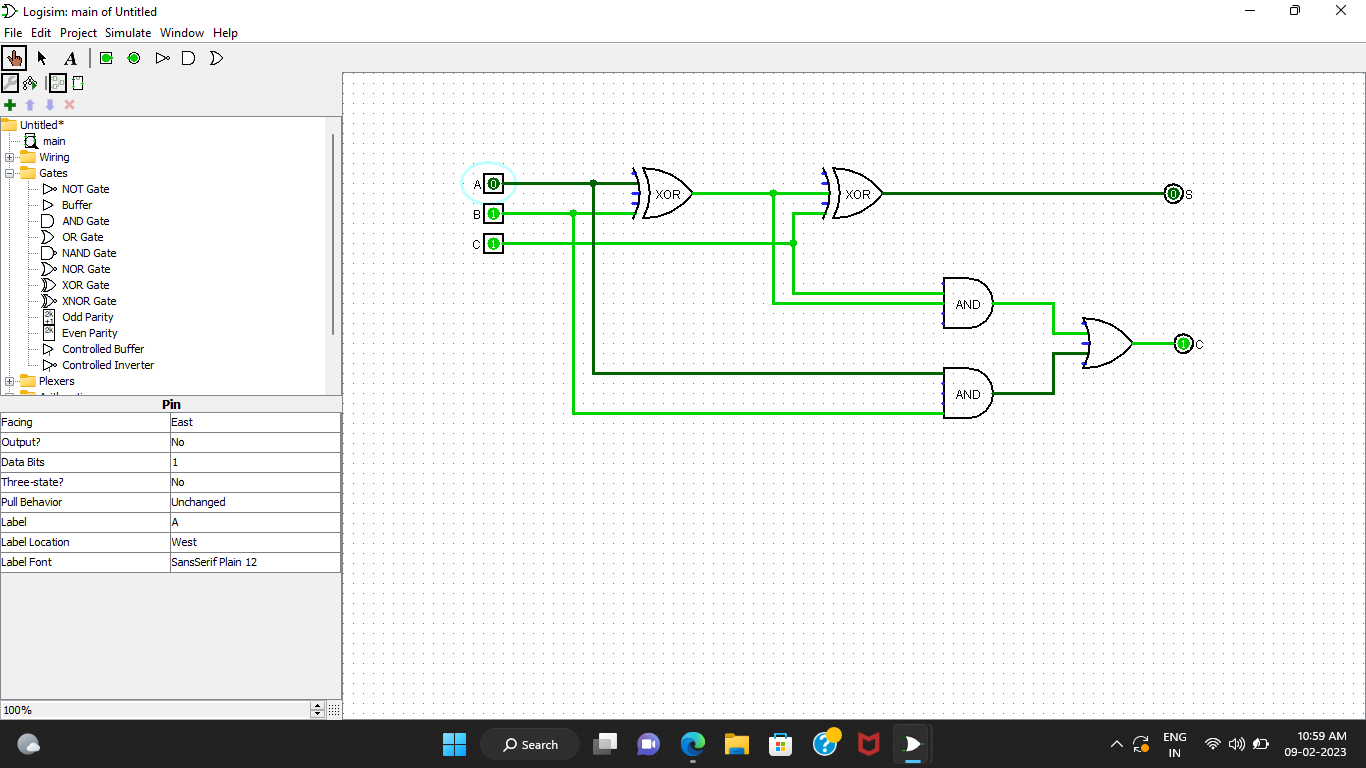 Logisim: main of Untitled
File Edit Project Simulate Window Help
A
Untitled*
main
Wiring
Gates
NOT Gate
Buffer
AND Gate
OR Gate
NAND Gate
NOR Gate
XOR Gate
XNOR Gate
Odd Parity
Even Parity
Controlled Buffer
Controlled Inverter
Plexers
Pin
Facing East
Output? No
Data Bits 1
Three-state? No
Pull Behavior Unchanged
Label A
Label Location West
Label Font SansSerif Plain 12
100%
A 0
B 1
C 1
XOR XOR
0 S
AND
1 C
AND
Search
ENG
IN
10:59 AM
09-02-2023